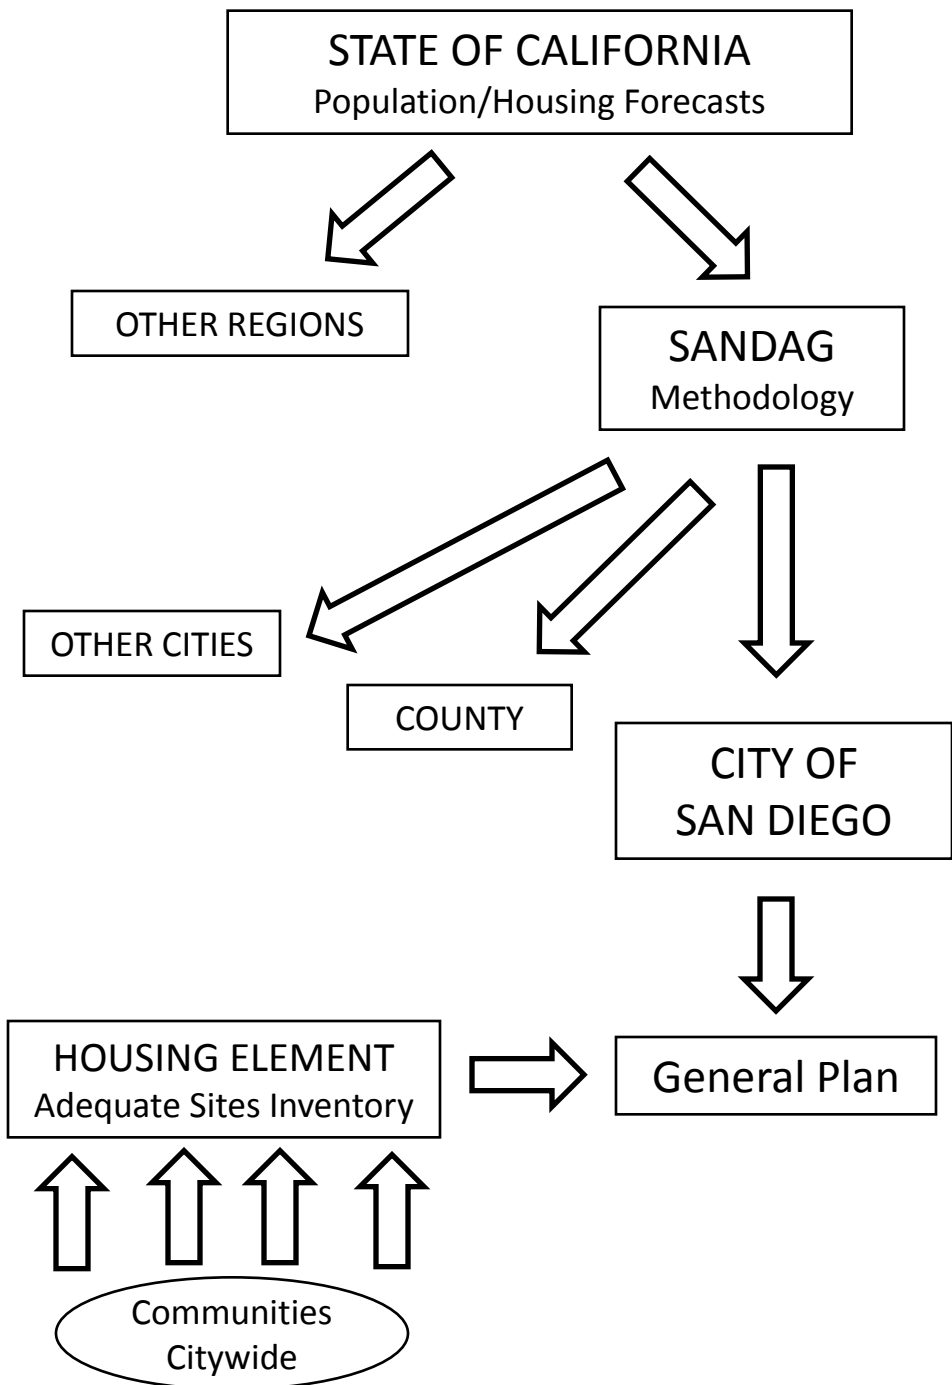 STATE OF CALIFORNIA
Population/Housing Forecasts
OTHER REGIONS
SANDAG
Methodology
OTHER CITIES
COUNTY
CITY OF
SAN DIEGO
HOUSING ELEMENT
Adequate Sites Inventory
General Plan
Communities
Citywide